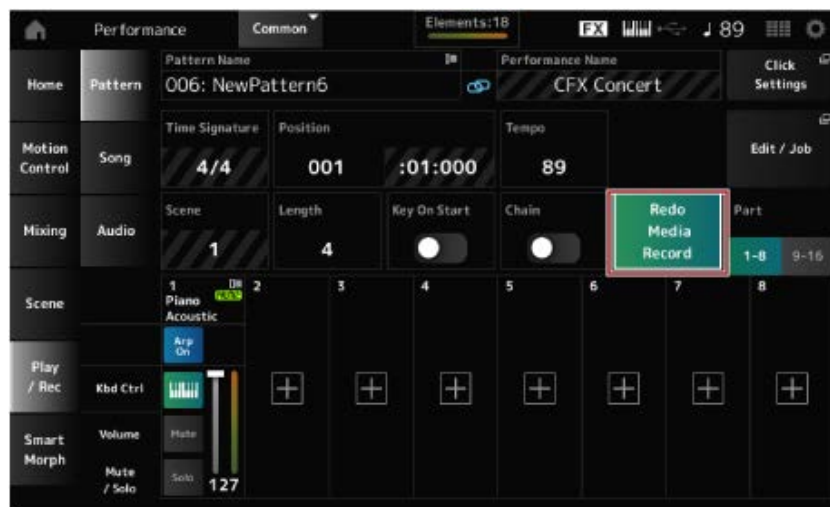 Performance
Common
Elements:18
FX
89
Home
Pattern
Pattern Name
006: NewPattern6
Performance Name
CFX Concert
Click
Settings
Motion
Control
Song
Time Signature
4/4
Position
001
:01:000
Tempo
89
Edit / Job
Mixing
Audio
Scene
1
Length
4
Key On Start
Chain
Redo
Media
Record
Part
1-8
9-16
Scene
1
Piano
Acoustic
2
3
4
5
6
7
8
Arp
On
Play
/ Rec
Kbd Ctrl
Smart
Morph
Volume
Mute
Mute
/ Solo
Solo
127